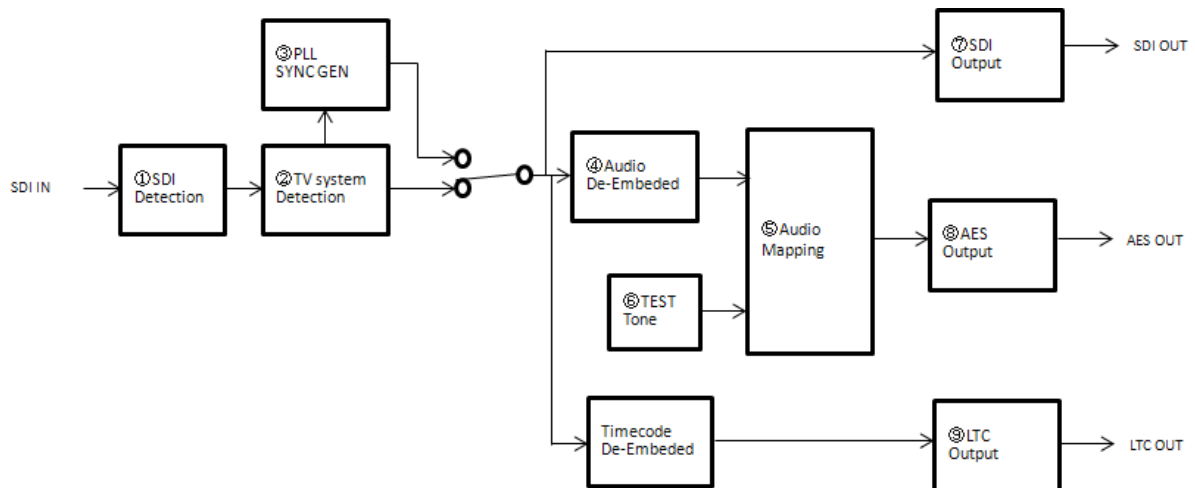 ③PLL
SYNC GEN
⑦SDI
Output
SDI OUT
SDI IN
①SDI
Detection
②TV system
Detection
④Audio
De-Embeded
⑤Audio
Mapping
⑥TEST
Tone
⑧AES
Output
AES OUT
Timecode
De-Embeded
⑨LTC
Output
LTC OUT